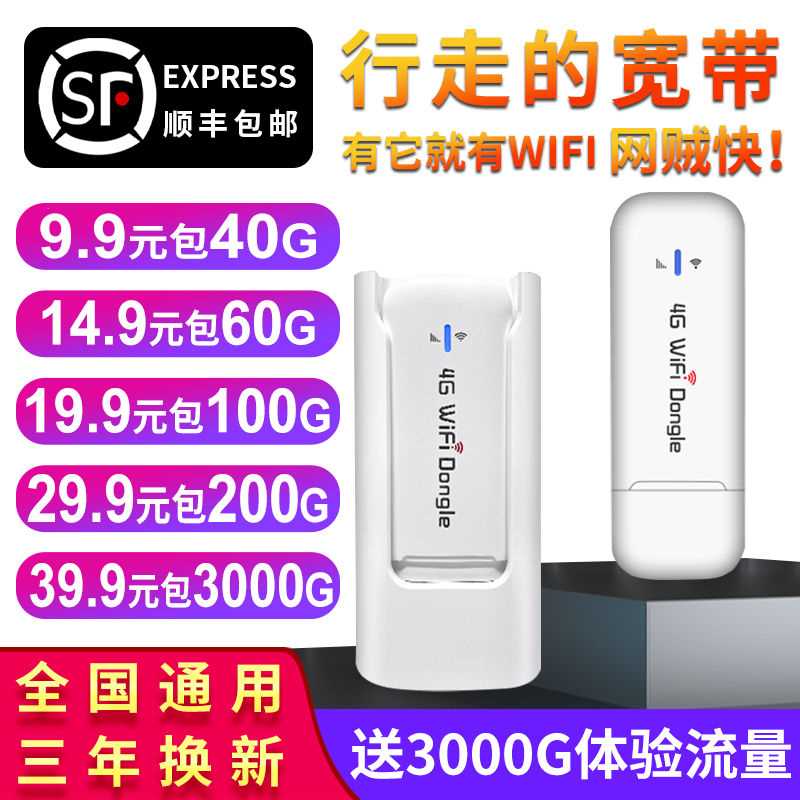 SF EXPRESS
顺丰包邮
行走的宽带
有它就有WIFI 网贼快！
9.9元包40G
14.9元包60G
19.9元包100G
29.9元包200G
39.9元包3000G
4G WiFi Dongle
4G WiFi Dongle
全国通用
三年换新
送3000G体验流量